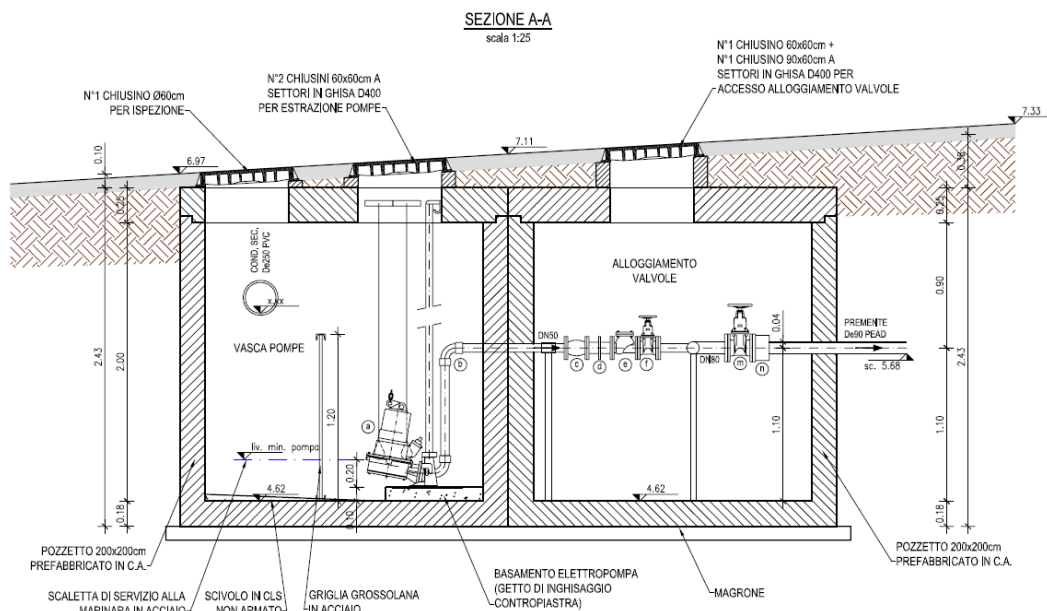 SEZIONE A-A
scala 1:25
N°1 CHIUSINO Ø60cm
PER ISPEZIONE
N°2 CHIUSINI 60x60cm A
SETTORI IN GHISA D400
PER ESTRAZIONE POMPE
N°1 CHIUSINO 60x60cm +
N°1 CHIUSINO 90x60cm A
SETTORI IN GHISA D400 PER
ACCESSO ALLOGGIAMENTO VALVOLE
6.97
7.11
7.33
0.10
0.25
2.43
2.00
0.18
COND. SEC.
De250 PVC
x.xx
VASCA POMPE
1.20
liv. min. pompa
0.20
0.10
4.62
a
b
ALLOGGIAMENTO
VALVOLE
DN50
c
d
e
f
DN80
m
n
0.04
1.10
4.62
PREMENTE
De90 PEAD
sc. 5.68
0.38
0.25
0.90
1.10
2.43
0.18
POZZETTO 200x200cm
PREFABBRICATO IN C.A.
SCALETTA DI SERVIZIO ALLA
MARINARA IN ACCIAIO
SCIVOLO IN CLS
NON ARMATO
GRIGLIA GROSSOLANA
IN ACCIAIO
BASAMENTO ELETTROPOMPA
(GETTO DI INGHISAGGIO
CONTROPIASTRA)
MAGRONE
POZZETTO 200x200cm
PREFABBRICATO IN C.A.